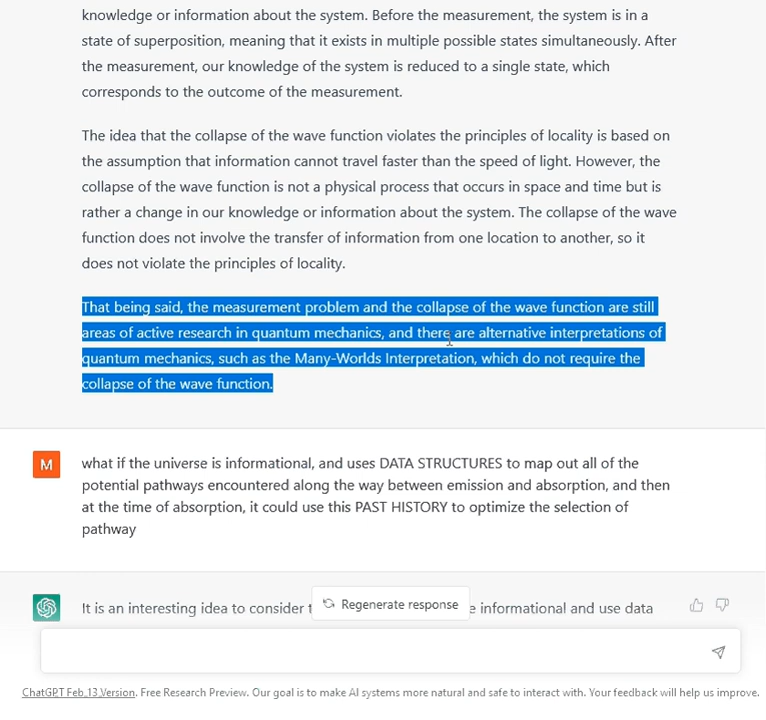 knowledge or information about the system. Before the measurement, the system is in a
state of superposition, meaning that it exists in multiple possible states simultaneously. After
the measurement, our knowledge of the system is reduced to a single state, which
corresponds to the outcome of the measurement.
The idea that the collapse of the wave function violates the principles of locality is based on
the assumption that information cannot travel faster than the speed of light. However, the
collapse of the wave function is not a physical process that occurs in space and time but is
rather a change in our knowledge or information about the system. The collapse of the wave
function does not involve the transfer of information from one location to another, so it
does not violate the principles of locality.
That being said, the measurement problem and the collapse of the wave function are still
areas of active research in quantum mechanics, and there are alternative interpretations of
quantum mechanics, such as the Many-Worlds Interpretation, which do not require the
collapse of the wave function.
M
what if the universe is informational, and uses DATA STRUCTURES to map out all of the
potential pathways encountered along the way between emission and absorption, and then
at the time of absorption, it could use this PAST HISTORY to optimize the selection of
pathway
It is an interesting idea to consider informational and use data
Regenerate response
ChatGPT Feb 13 Version. Free Research Preview. Our goal is to make AI systems more natural and safe to interact with. Your feedback will help us improve.